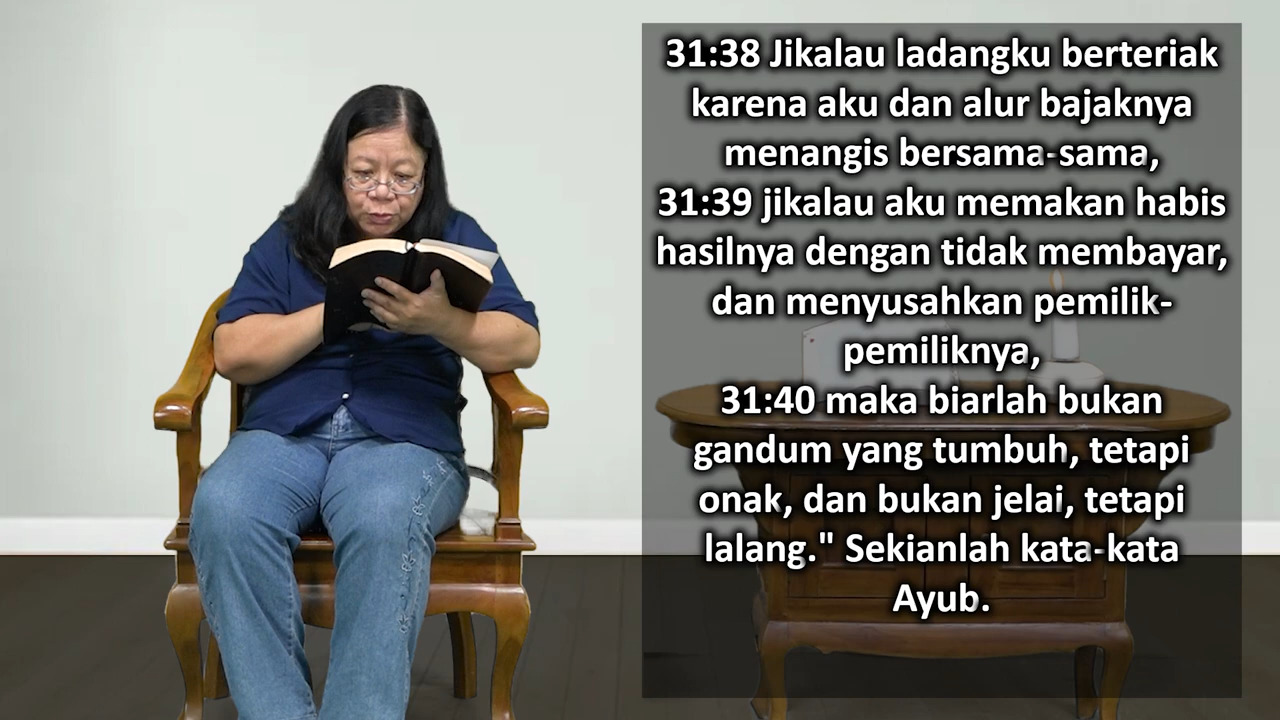 31:38 Jikalau ladangku berteriak
karena aku dan alur bajaknya
menangis bersama-sama,
31:39 jikalau aku memakan habis
hasilnya dengan tidak membayar,
dan menyusahkan pemilik-
pemiliknya,
31:40 maka biarlah bukan
gandum yang tumbuh, tetapi
onak, dan bukan jelai, tetapi
lalang." Sekianlah kata-kata
Ayub.